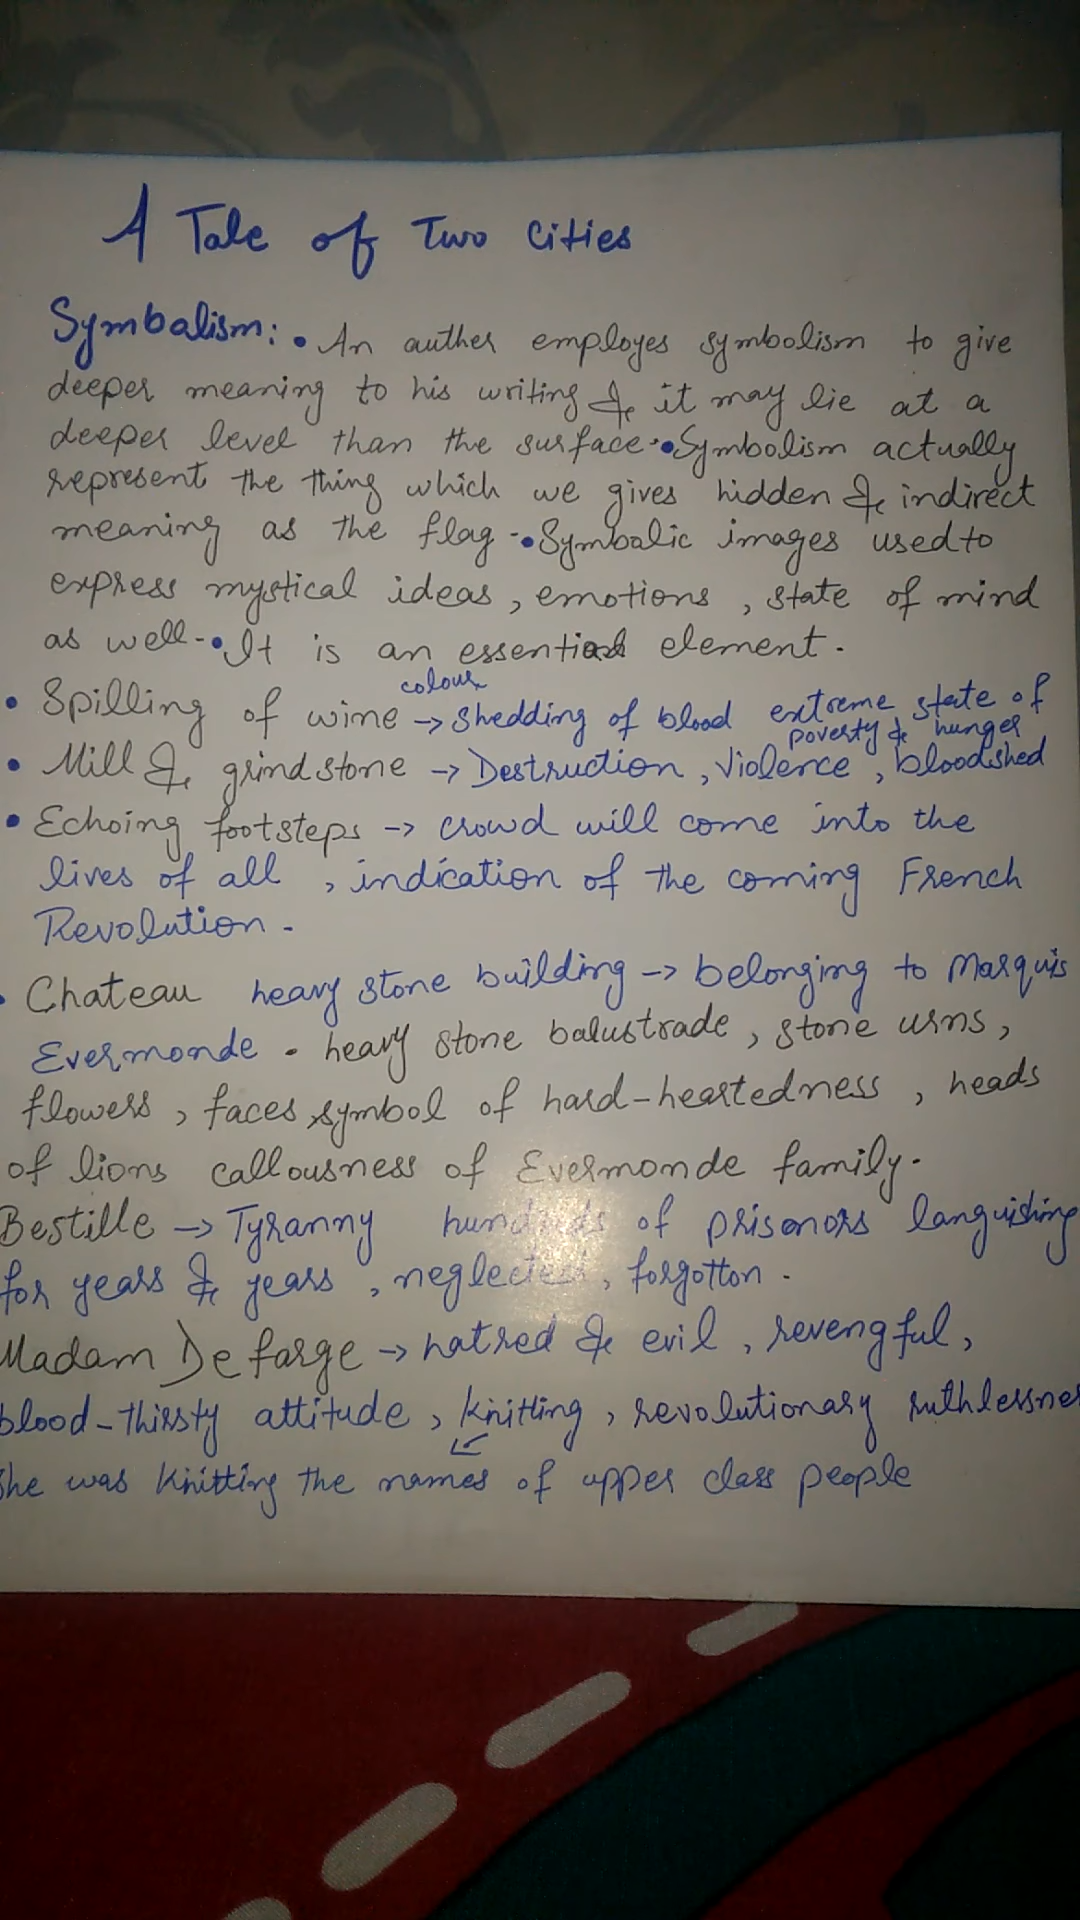 A Tale of Two Cities
Symbalism: • An auther employes symbolism to give
deeper meaning to his writing & it may lie at a
deeper level than the surface. • Symbolism actually
represent the thing which we gives hidden & indirect
meaning as the flag - • Symbolic images used to
express mystical ideas, emotions, state of mind
as well - • It is an essential element.
colour
• Spilling of wine → Shedding of blood extreme state of
poverty & hunger
• Mill & grindstone → Destruction, Violence, bloodshed
• Echoing footsteps → crowd will come into the
lives of all, indication of the coming French
Revolution.
• Chateau heavy stone building → belonging to Marquis
Evermonde. heavy stone balustrade, stone urns,
flowers, faces, symbol of hard-heartedness, heads
of lions callousness of Evermonde family.
Bestille → Tyranny hundreds of prisonors languishing
for years & years, neglected, forgotton.
Madam Defarge → hatred & evil, revengful,
blood-thirsty attitude, knitting, revolutionary ruthlessnes
She was Knitting the names of upper class people